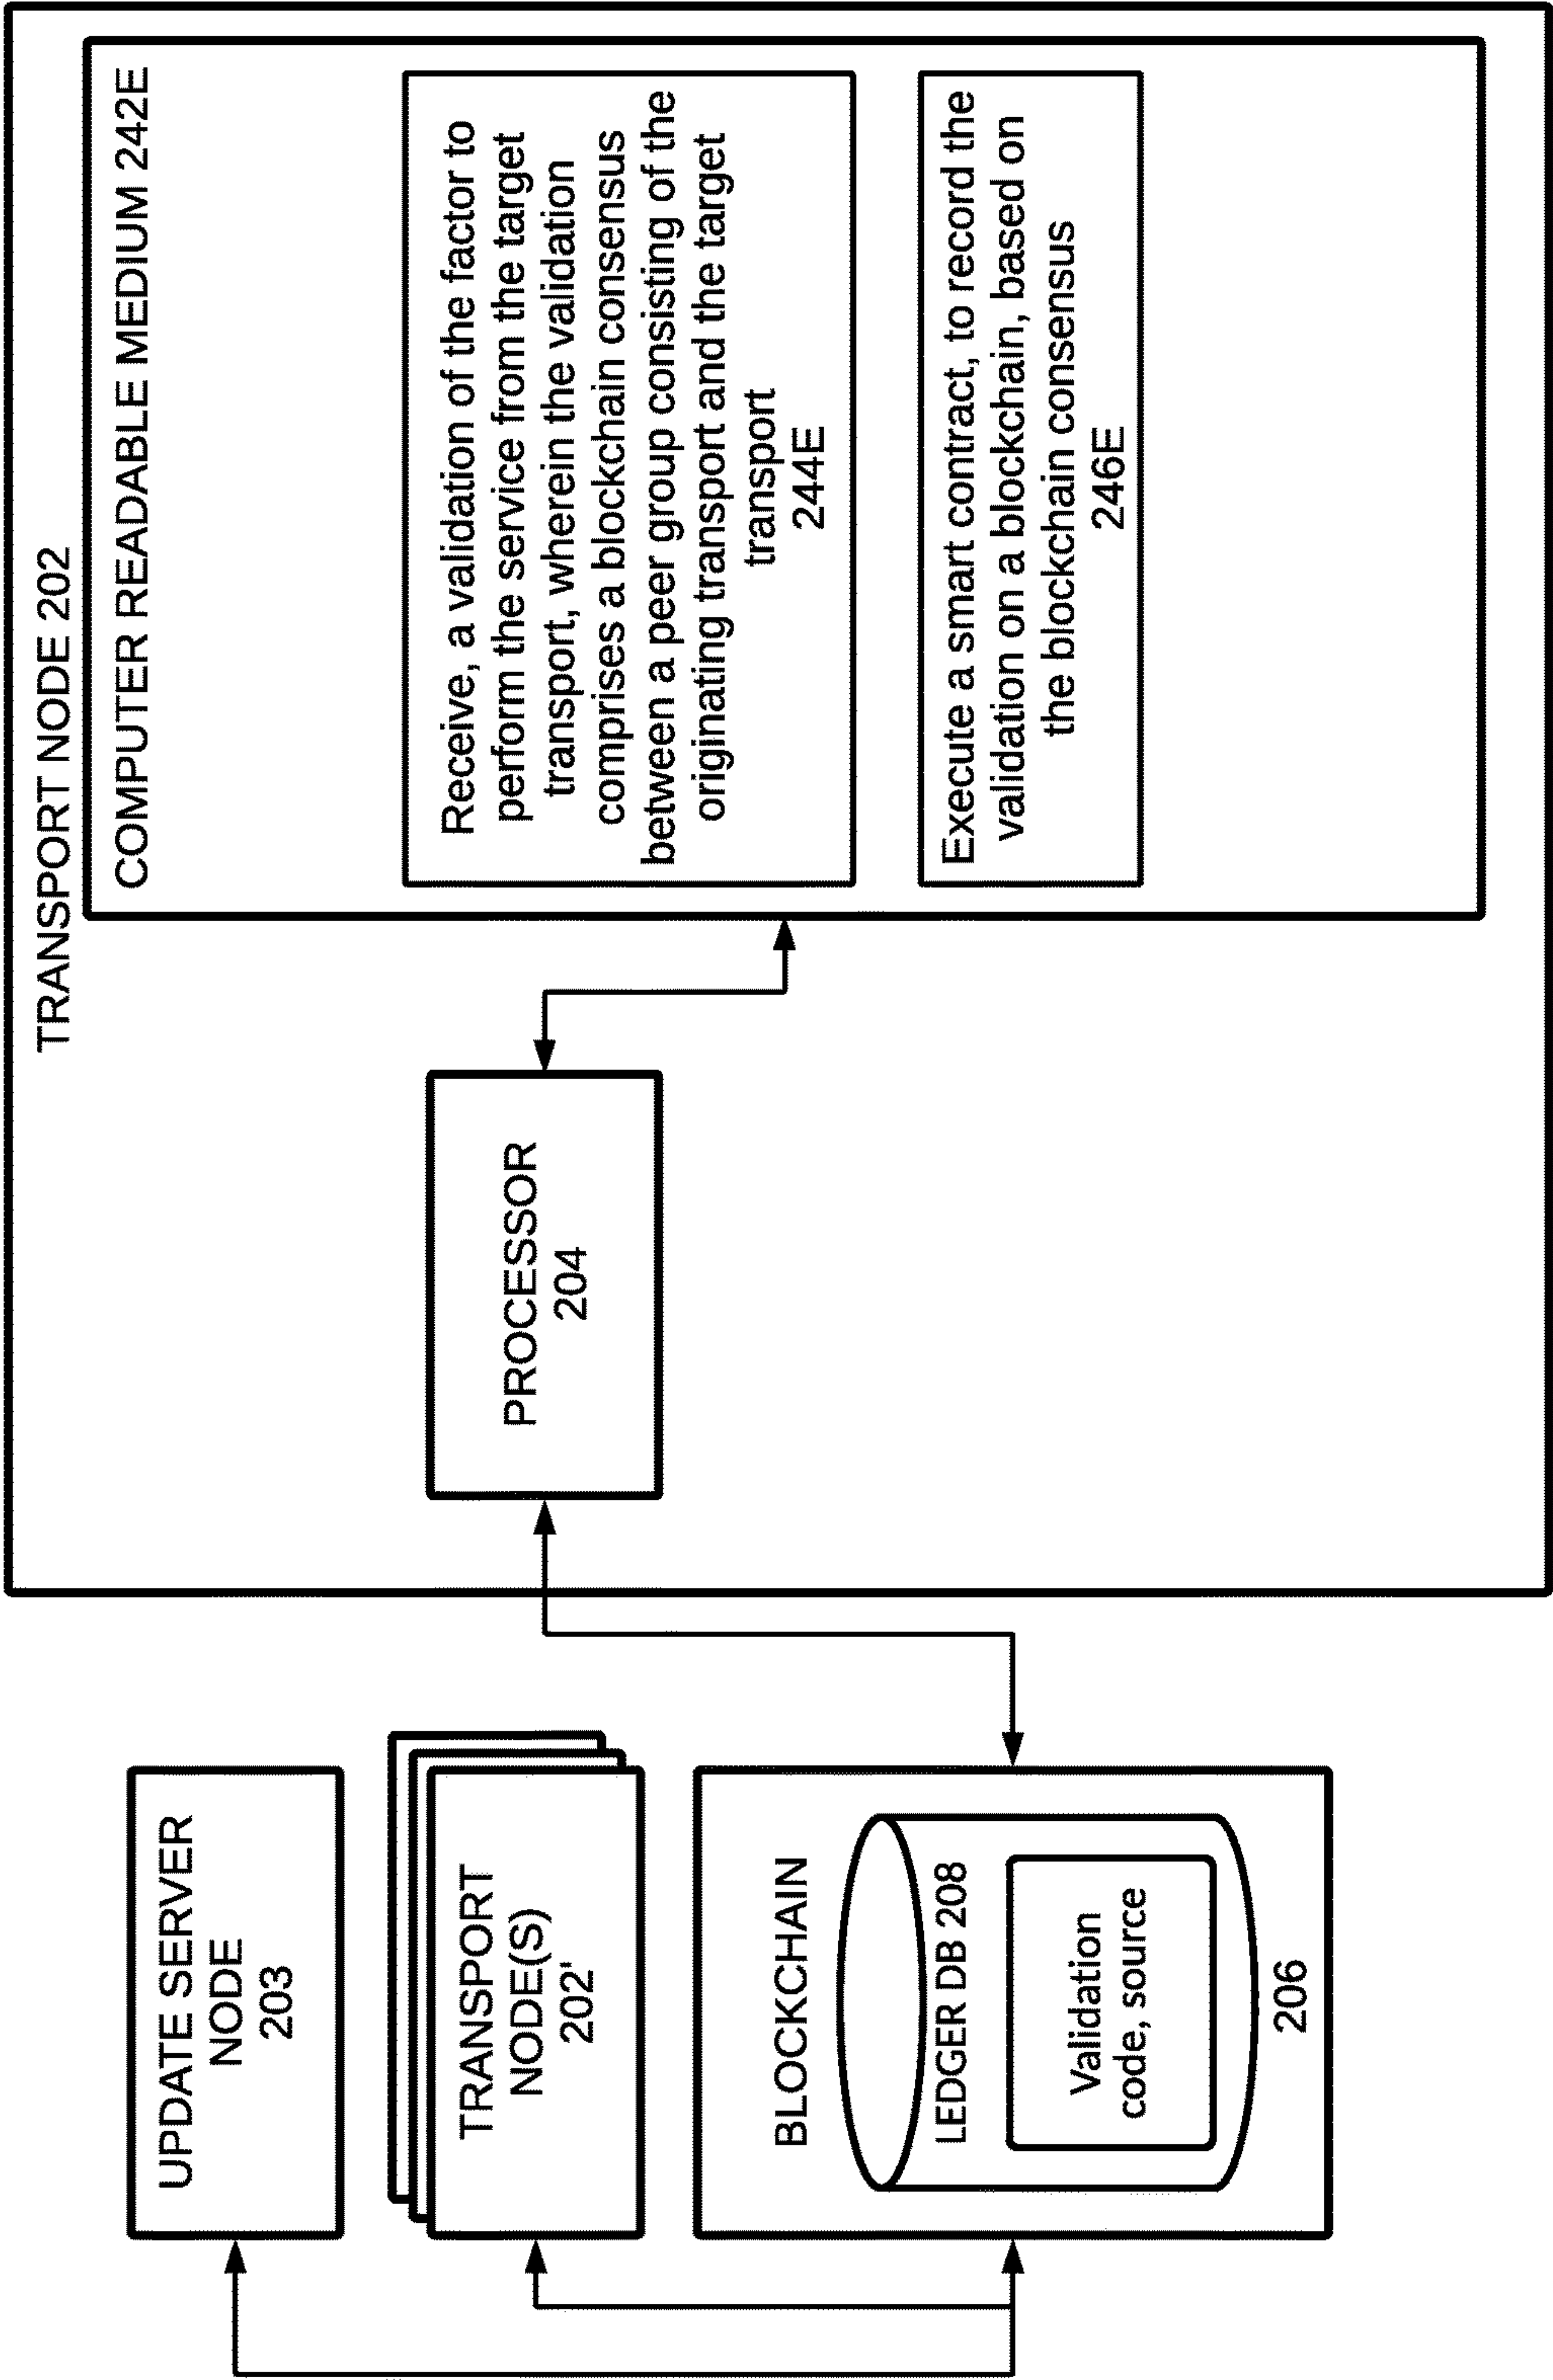 UPDATE SERVER
NODE
203
TRANSPORT
NODE(S)
202'
BLOCKCHAIN
LEDGER DB 208
Validation
code, source
206
TRANSPORT NODE 202
PROCESSOR
204
COMPUTER READABLE MEDIUM 242E
Receive, a validation of the factor to
perform the service from the target
transport, wherein the validation
comprises a blockchain consensus
between a peer group consisting of the
originating transport and the target
transport
244E
Execute a smart contract, to record the
validation on a blockchain, based on
the blockchain consensus
246E